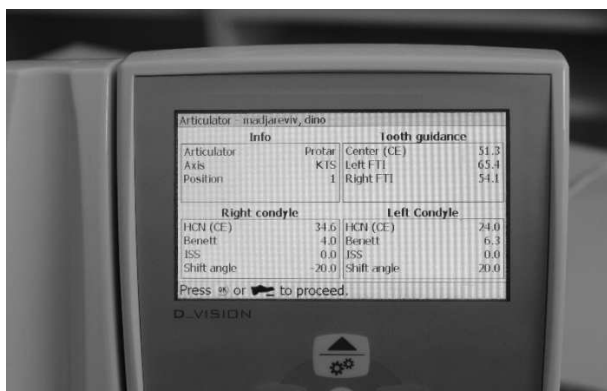 Articulator - madjareviv, dino
Info
Articulator Protar
Axis KTS
Position 1
Tooth guidance
Center (CE) 51.3
Left FTI 65.4
Right FTI 54.1
Right condyle
HCN (CE) 34.6
Benett 4.0
ISS 0.0
Shift angle -20.0
Left Condyle
HCN (CE) 24.0
Benett 6.3
ISS 0.0
Shift angle 20.0
Press OK or to proceed.
D_VISION